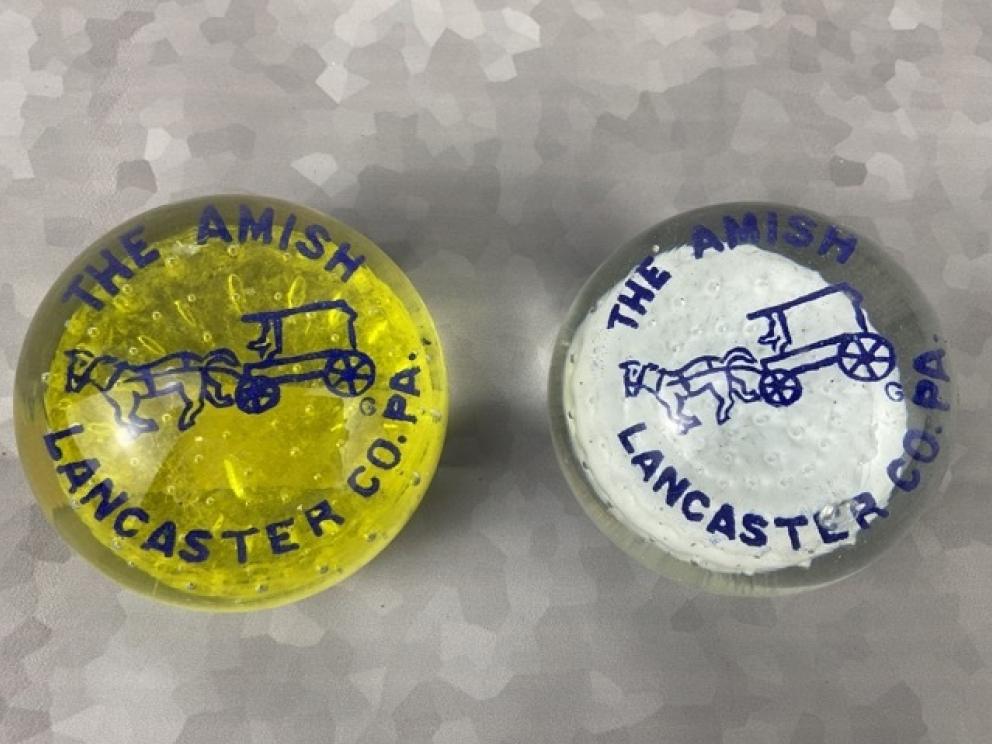 THE AMISH
G
LANCASTER CO. PA.
THE AMISH
G
LANCASTER CO. PA.